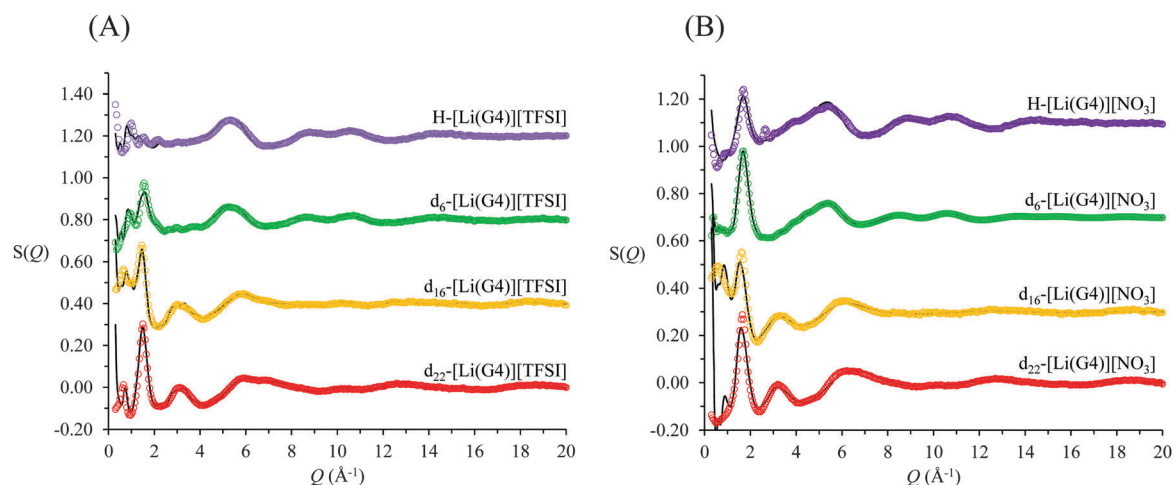 (A)
1.40
1.20
1.00
0.80
0.60
0.40
0.20
0.00
-0.20
S(Q)
H-[Li(G4)][TFSI]
d6-[Li(G4)][TFSI]
d16-[Li(G4)][TFSI]
d22-[Li(G4)][TFSI]
0 2 4 6 8 10 12 14 16 18 20
Q (Å-1)
(B)
1.20
1.00
0.80
0.60
0.40
0.20
0.00
-0.20
S(Q)
H-[Li(G4)][NO3]
d6-[Li(G4)][NO3]
d16-[Li(G4)][NO3]
d22-[Li(G4)][NO3]
0 2 4 6 8 10 12 14 16 18 20
Q (Å-1)